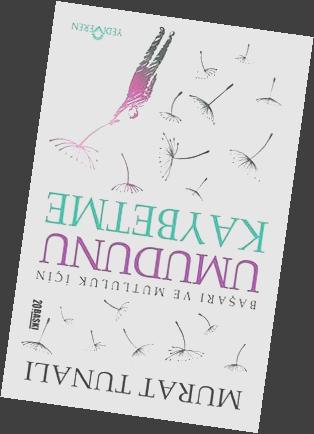 MURAT TUNALI
20.BASKI
BAŞARI VE MUTLULUK İÇİN
UMUDUNU
KAYBETME
YEDİVEREN